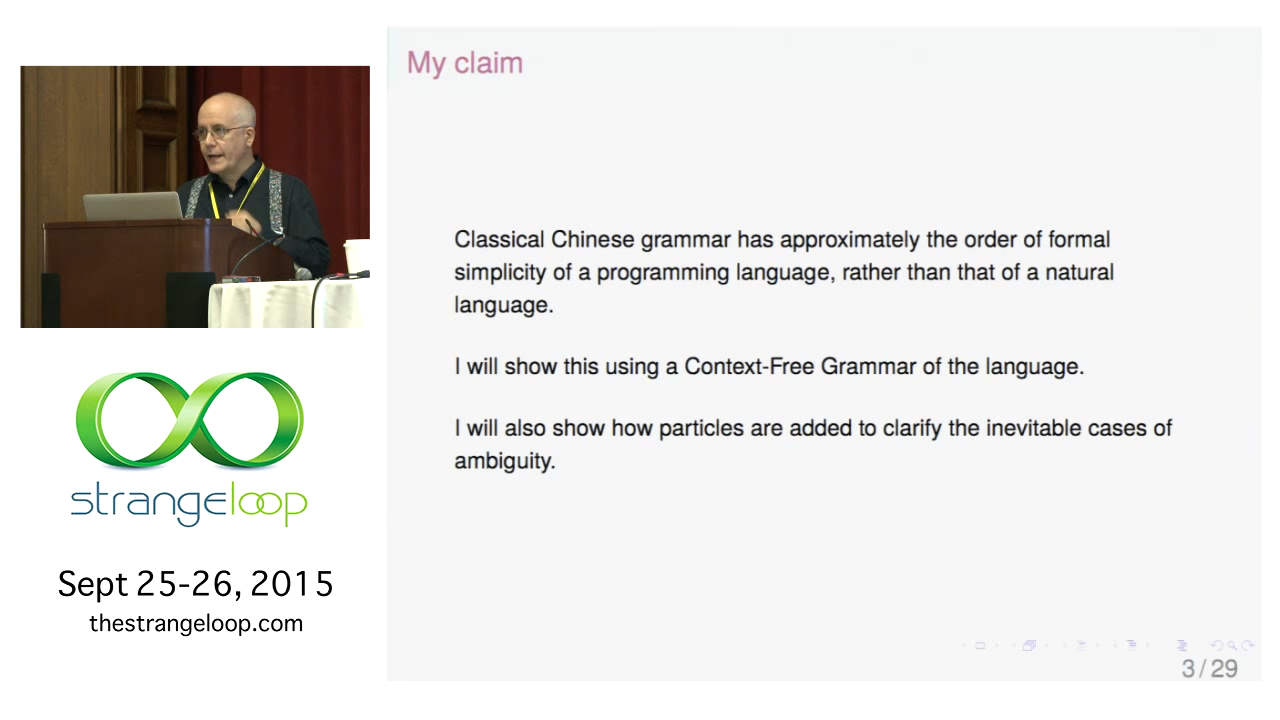 My claim
Classical Chinese grammar has approximately the order of formal
simplicity of a programming language, rather than that of a natural
language.
I will show this using a Context-Free Grammar of the language.
I will also show how particles are added to clarify the inevitable cases of
ambiguity.
3 / 29
strangeloop
Sept 25-26, 2015
thestrangeloop.com